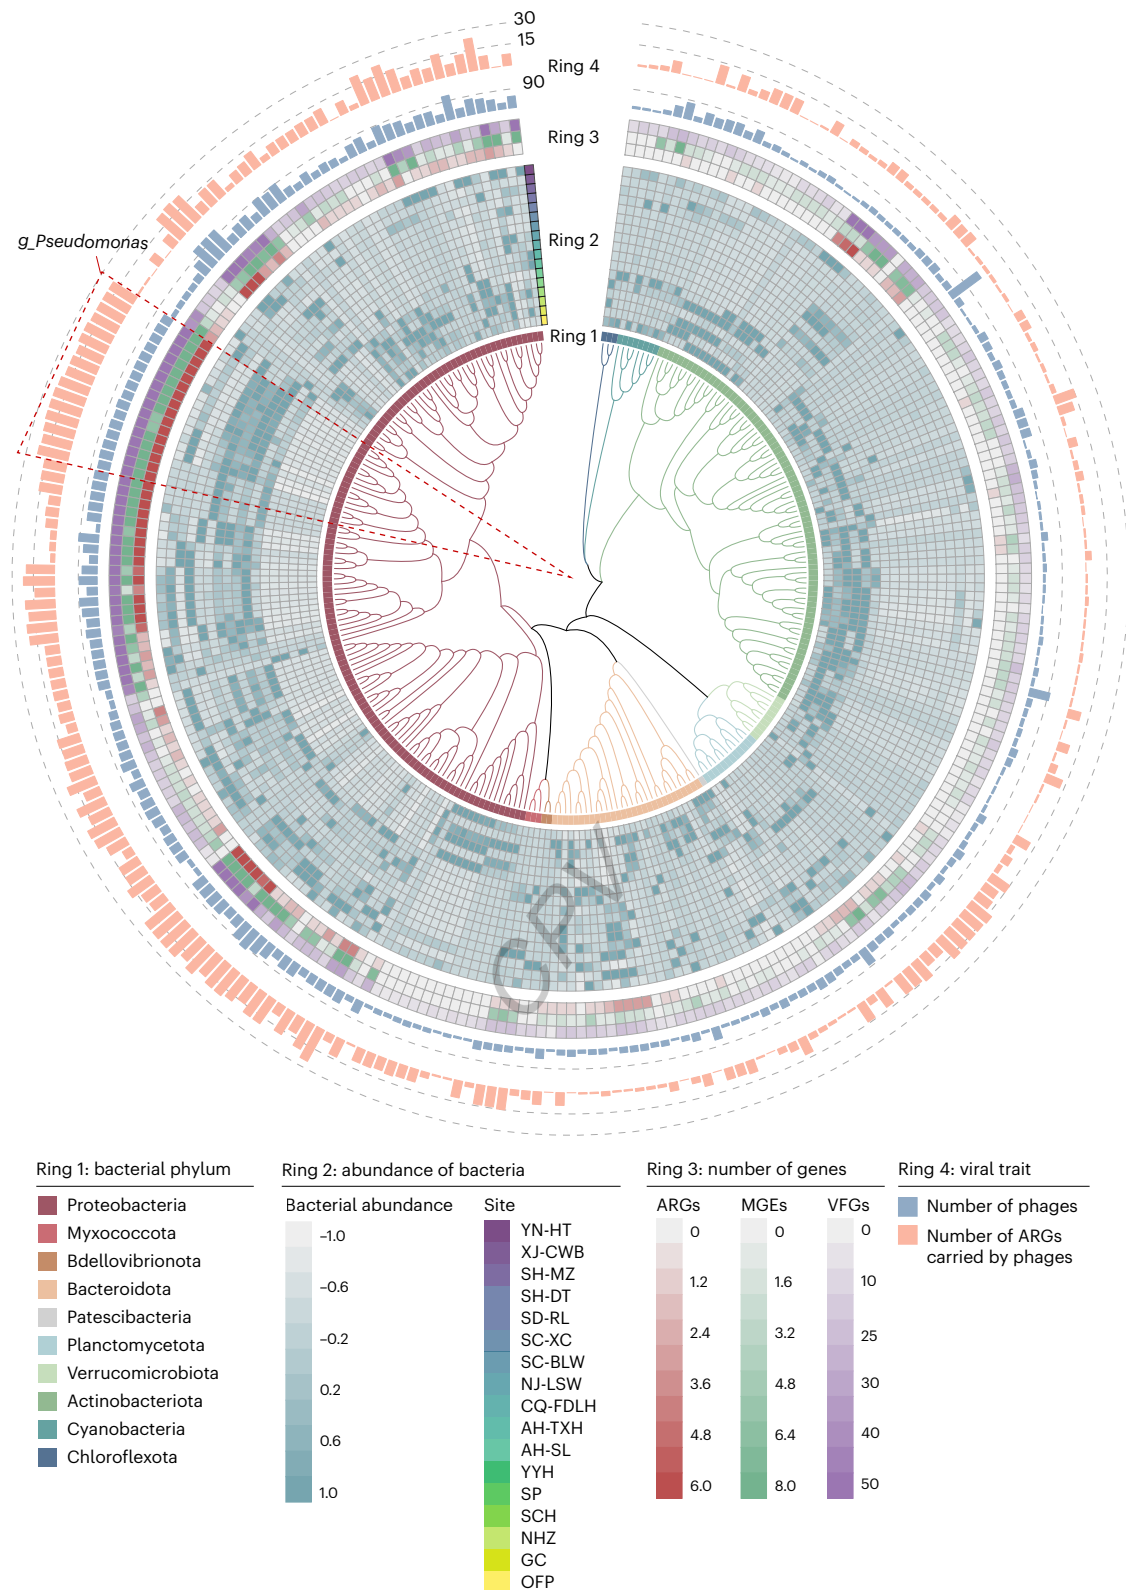 30
15
Ring 4
90
Ring 3
g_Pseudomonas
Ring 2
Ring 1
CPV
Ring 1: bacterial phylum
Proteobacteria
Myxococcota
Bdellovibrionota
Bacteroidota
Patescibacteria
Planctomycetota
Verrucomicrobiota
Actinobacteriota
Cyanobacteria
Chloroflexota
Ring 2: abundance of bacteria
Bacterial abundance
–1.0
–0.6
–0.2
0.2
0.6
1.0
Site
YN-HT
XJ-CWB
SH-MZ
SH-DT
SD-RL
SC-XC
SC-BLW
NJ-LSW
CQ-FDLH
AH-TXH
AH-SL
YYH
SP
SCH
NHZ
GC
OFP
Ring 3: number of genes
ARGs
0
1.2
2.4
3.6
4.8
6.0
MGEs
0
1.6
3.2
4.8
6.4
8.0
VFGs
0
10
25
30
40
50
Ring 4: viral trait
Number of phages
Number of ARGs
carried by phages